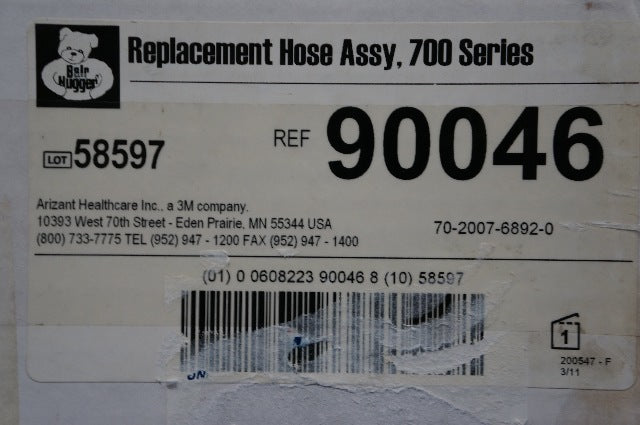 Bair
Hugger
Replacement Hose Assy, 700 Series
LOT 58597
REF 90046
Arizant Healthcare Inc., a 3M company.
10393 West 70th Street - Eden Prairie, MN 55344 USA
(800) 733-7775 TEL (952) 947 - 1200 FAX (952) 947 - 1400
70-2007-6892-0
(01) 0 0608223 90046 8 (10) 58597
1
200547 - F
3/11